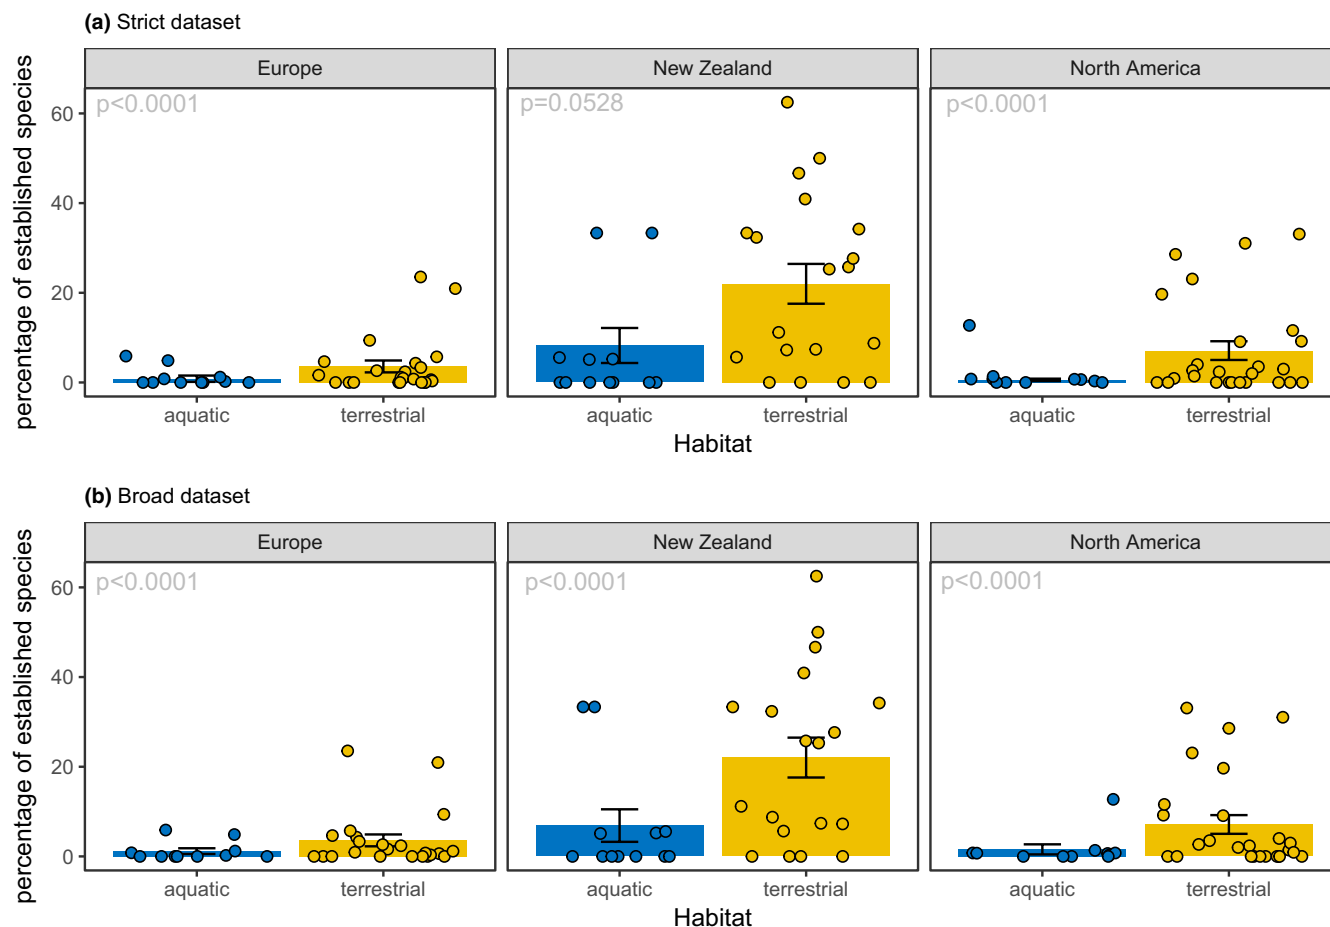 (a) Strict dataset
Europe
New Zealand
North America
p<0.0001
p=0.0528
p<0.0001
percentage of established species
60
40
20
0
aquatic
terrestrial
aquatic
terrestrial
aquatic
terrestrial
Habitat
(b) Broad dataset
Europe
New Zealand
North America
p<0.0001
p<0.0001
p<0.0001
percentage of established species
60
40
20
0
aquatic
terrestrial
aquatic
terrestrial
aquatic
terrestrial
Habitat